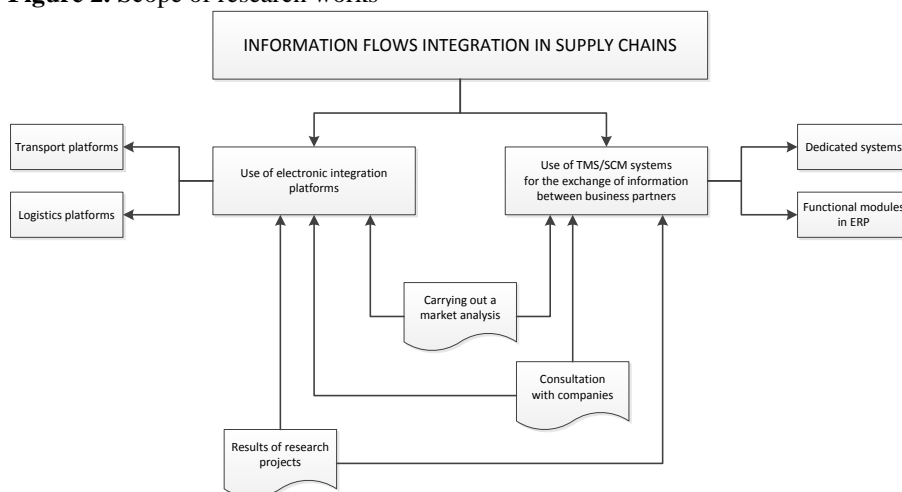 Figure 2. Scope of research works
INFORMATION FLOWS INTEGRATION IN SUPPLY CHAINS
Transport platforms
Logistics platforms
Use of electronic integration
platforms
Use of TMS/SCM systems
for the exchange of information
between business partners
Dedicated systems
Functional modules
in ERP
Carrying out a
market analysis
Consultation
with companies
Results of research
projects